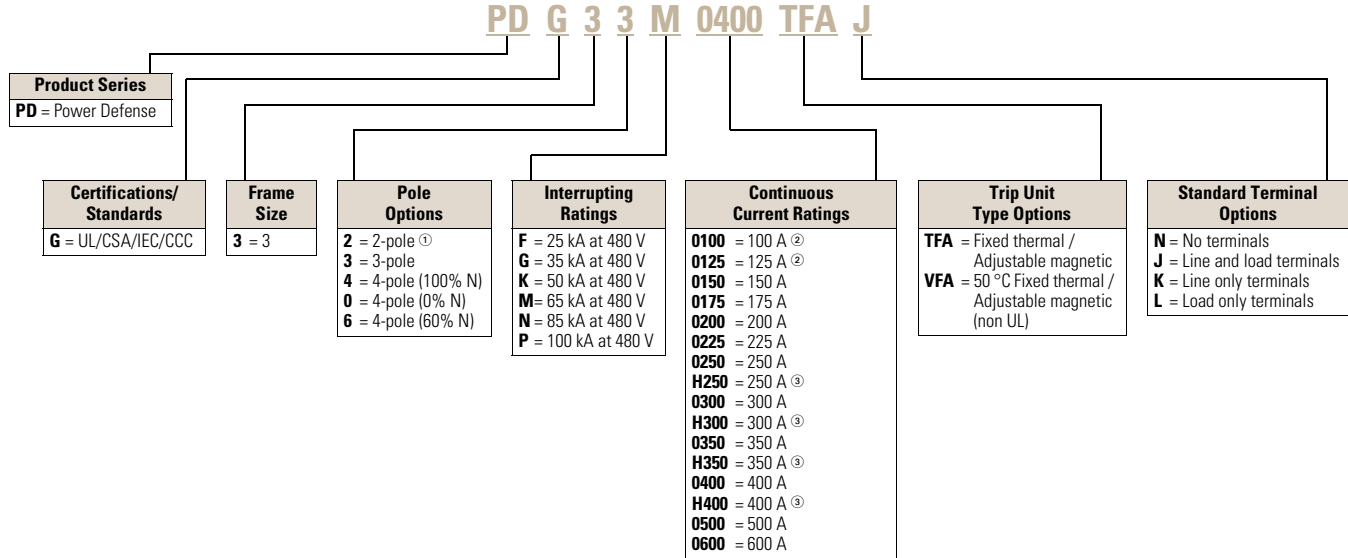 PD G 3 3 M 0400 TFA J
Product Series
PD = Power Defense
Certifications/
Standards
G = UL/CSA/IEC/CCC
Frame
Size
3 = 3
Pole
Options
2 = 2-pole ①
3 = 3-pole
4 = 4-pole (100% N)
0 = 4-pole (0% N)
6 = 4-pole (60% N)
Interrupting
Ratings
F = 25 kA at 480 V
G = 35 kA at 480 V
K = 50 kA at 480 V
M= 65 kA at 480 V
N = 85 kA at 480 V
P = 100 kA at 480 V
Continuous
Current Ratings
0100 = 100 A ②
0125 = 125 A ②
0150 = 150 A
0175 = 175 A
0200 = 200 A
0225 = 225 A
0250 = 250 A
H250 = 250 A ③
0300 = 300 A
H300 = 300 A ③
0350 = 350 A
H350 = 350 A ③
0400 = 400 A
H400 = 400 A ③
0500 = 500 A
0600 = 600 A
Trip Unit
Type Options
TFA = Fixed thermal /
Adjustable magnetic
VFA = 50 °C Fixed thermal /
Adjustable magnetic
(non UL)
Standard Terminal
Options
N = No terminals
J = Line and load terminals
K = Line only terminals
L = Load only terminals